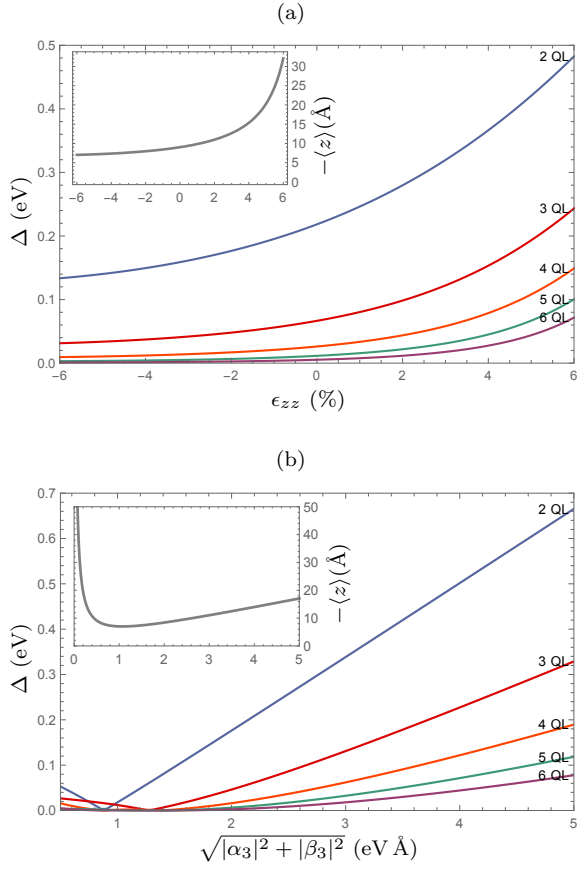 (a)
0.5
0.4
0.3
0.2
0.1
0.0
Δ (eV)
−6 −4 −2 0 2 4 6
ϵzz (%)
2 QL
3 QL
4 QL
5 QL
6 QL
30
25
20
15
10
5
0
−⟨z⟩(Å)
−6 −4 −2 0 2 4 6
(b)
0.7
0.6
0.5
0.4
0.3
0.2
0.1
0.0
Δ (eV)
1 2 3 4 5
√|α3|² + |β3|² (eV Å)
2 QL
3 QL
4 QL
5 QL
6 QL
50
40
30
20
10
0
−⟨z⟩(Å)
0 1 2 3 4 5